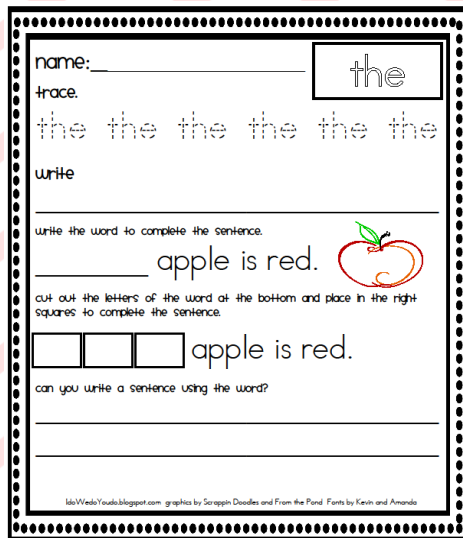 name:__________________
the
trace.
the the the the the the
write
write the word to complete the sentence.
________ apple is red.
cut out the letters of the word at the bottom and place in the right
squares to complete the sentence.
apple is red.
can you write a sentence using the word?
IdoWedoYoudo.blogspot.com graphics by Scrappin Doodles and From the Pond Fonts by Kevin and Amanda